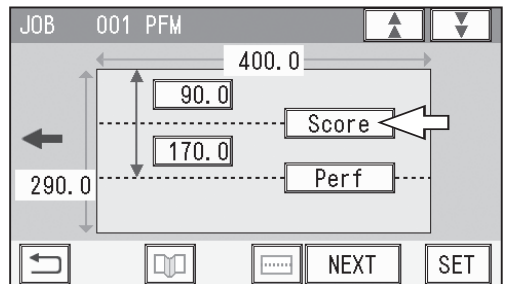 JOB 001 PFM
400.0
90.0
Score
170.0
Perf
290.0
NEXT SET